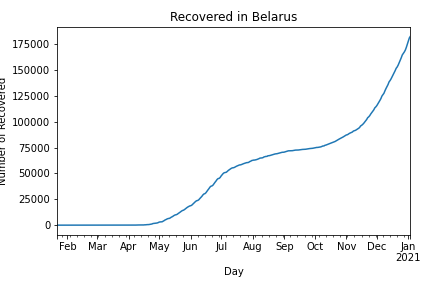 Recovered in Belarus
175000
150000
125000
100000
75000
50000
25000
0
Number of Recovered
Feb Mar Apr May Jun Jul Aug Sep Oct Nov Dec Jan
2021
Day